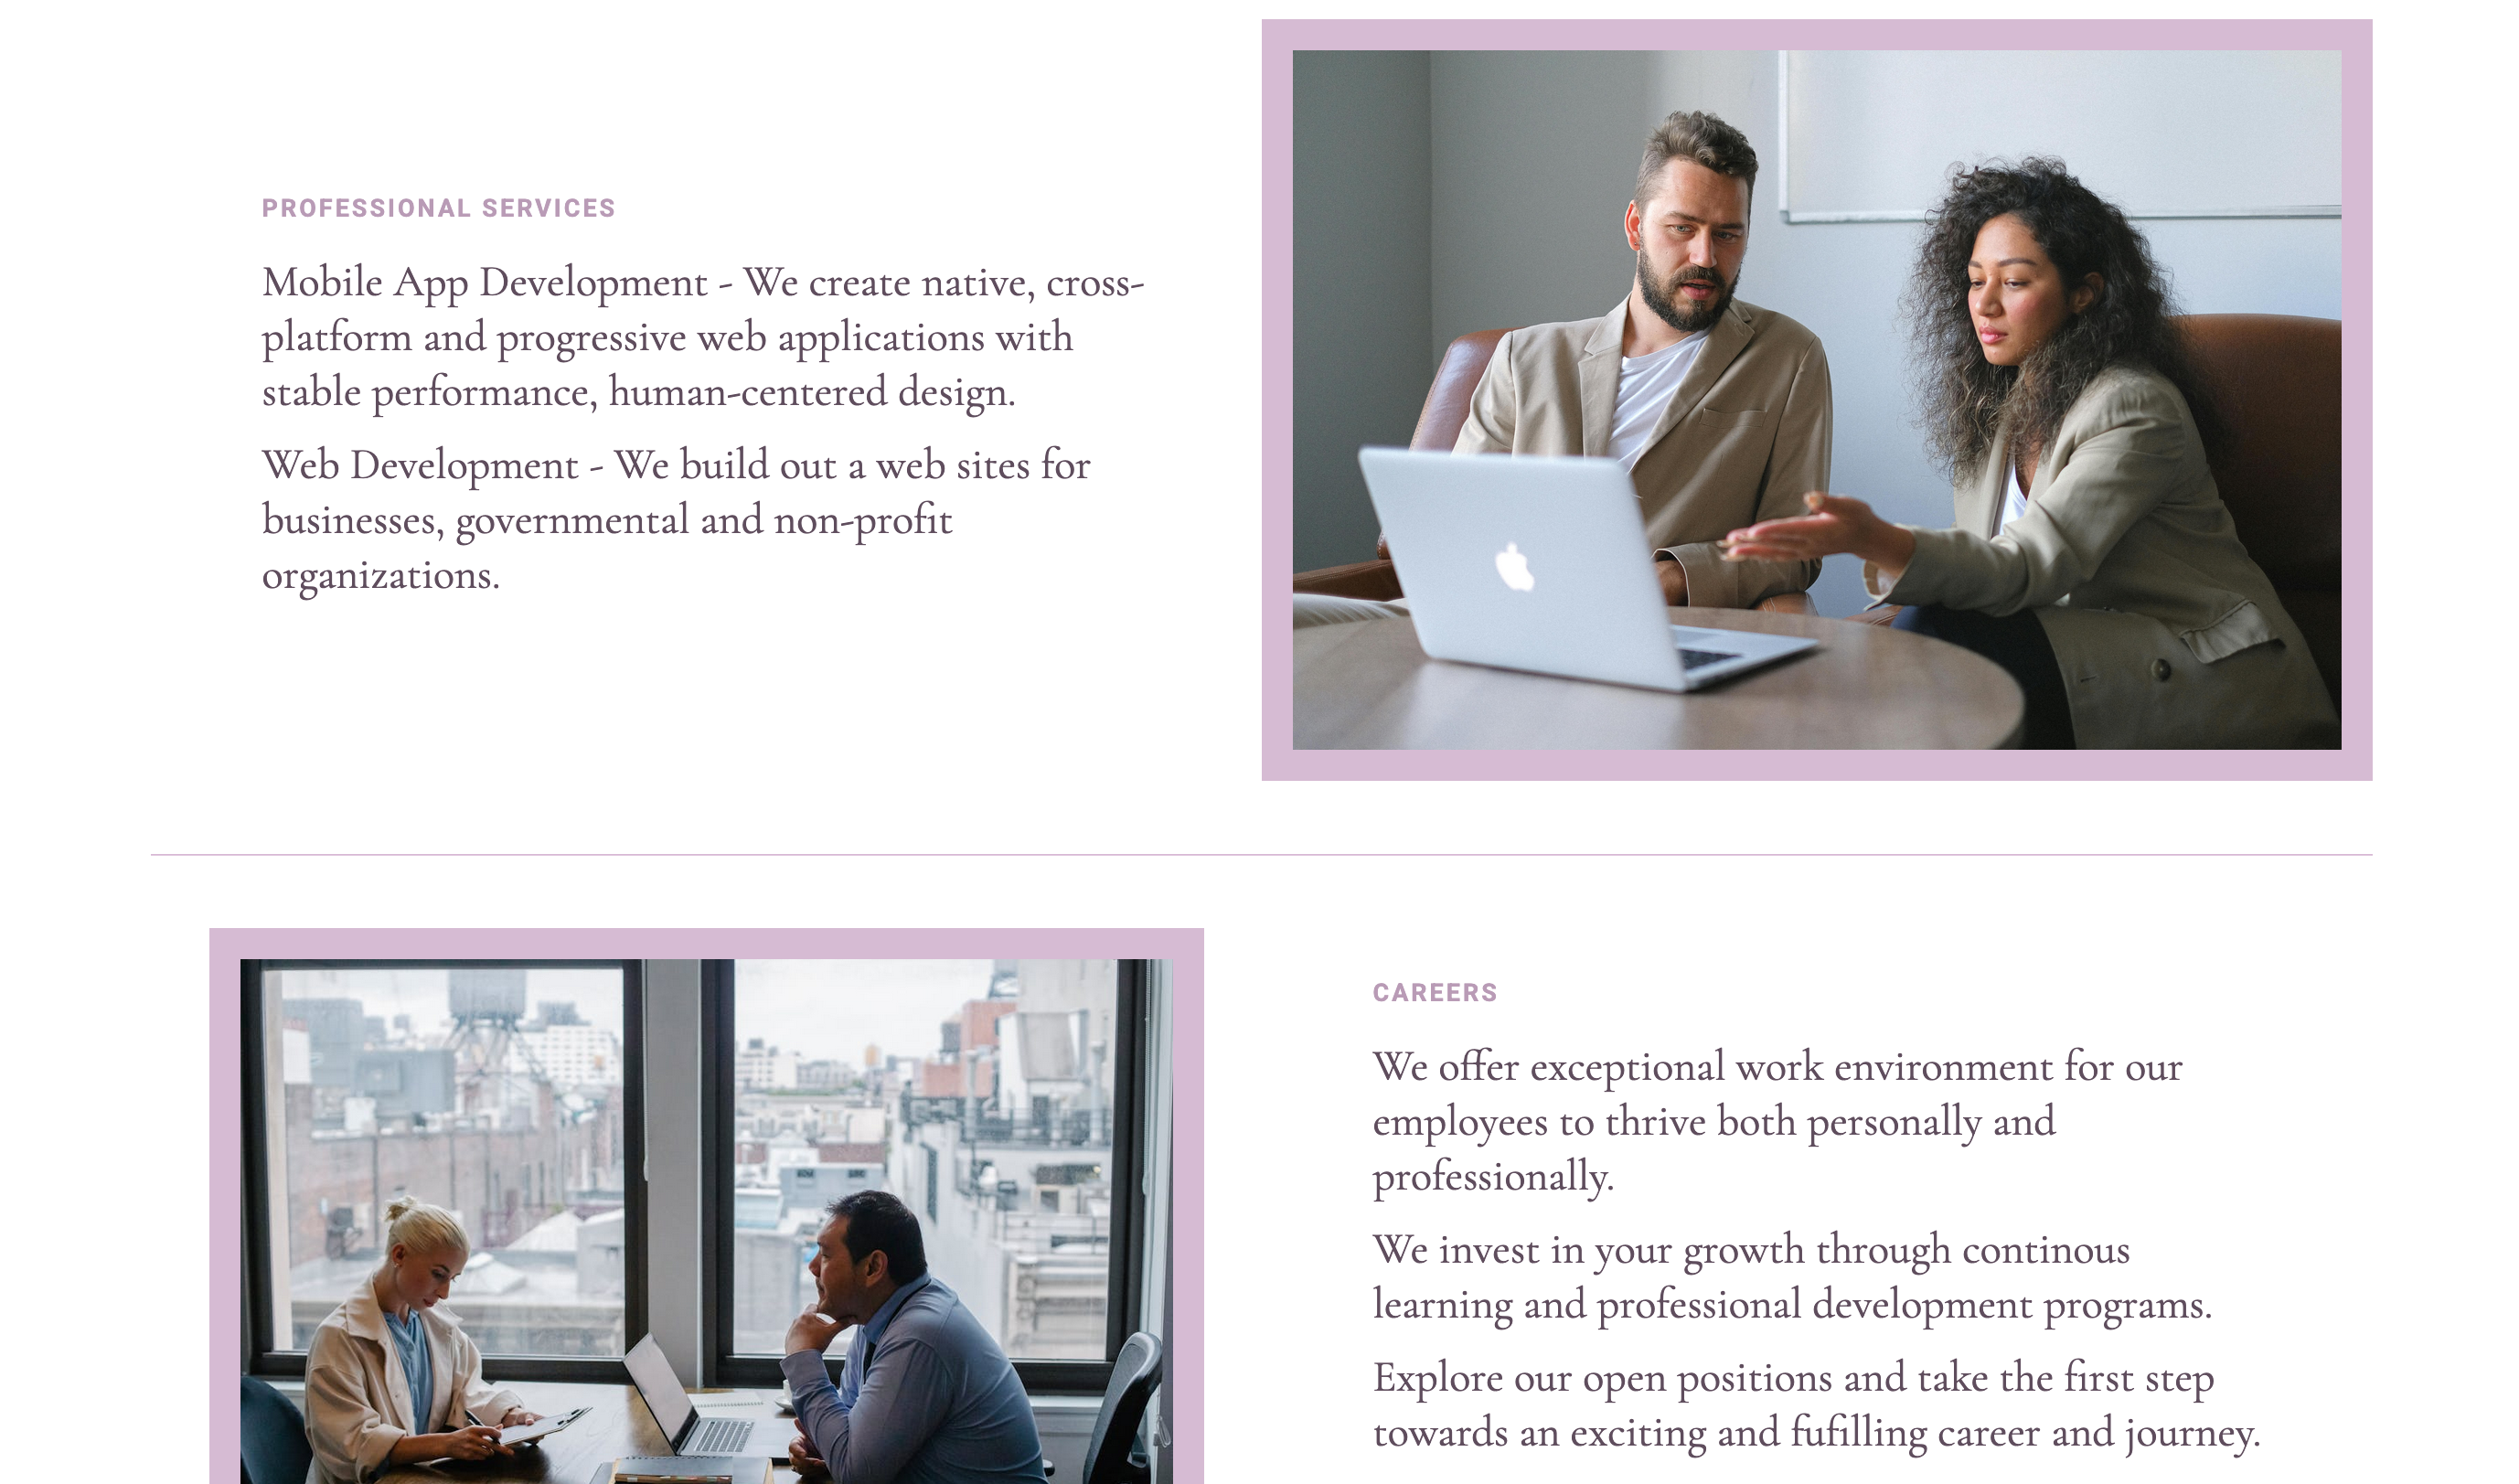 PROFESSIONAL SERVICES
Mobile App Development - We create native, cross-
platform and progressive web applications with
stable performance, human-centered design.
Web Development - We build out a web sites for
businesses, governmental and non-profit
organizations.
CAREERS
We offer exceptional work environment for our
employees to thrive both personally and
professionally.
We invest in your growth through continous
learning and professional development programs.
Explore our open positions and take the first step
towards an exciting and fufilling career and journey.